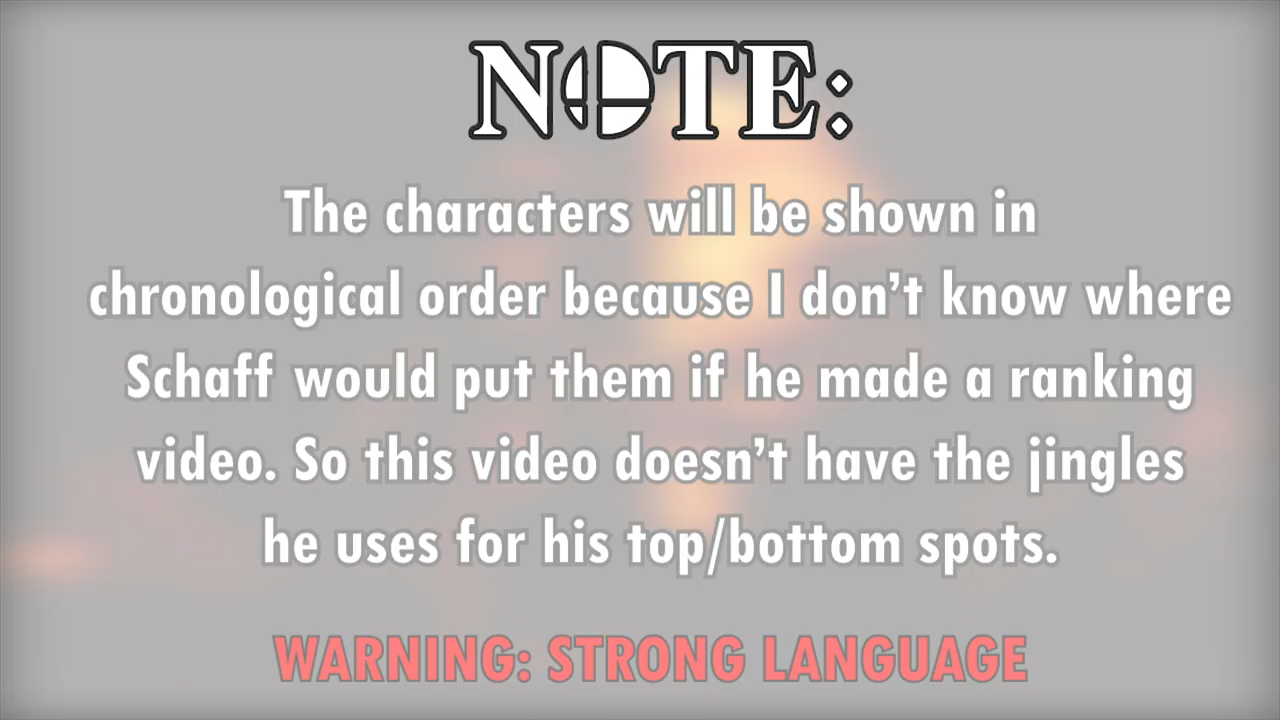 NOTE:
The characters will be shown in
chronological order because I don't know where
Schaff would put them if he made a ranking
video. So this video doesn't have the jingles
he uses for his top/bottom spots.
WARNING: STRONG LANGUAGE